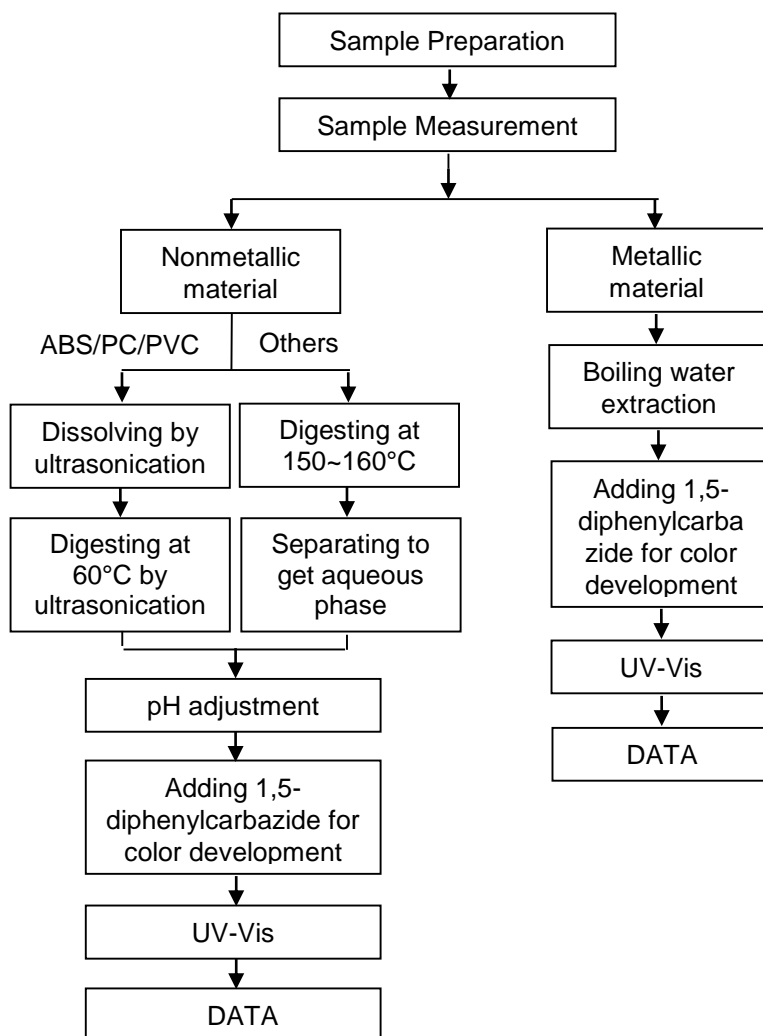 Sample Preparation
Sample Measurement
Nonmetallic
material
Metallic
material
ABS/PC/PVC
Others
Boiling water
extraction
Dissolving by
ultrasonication
Digesting at
150~160°C
Adding 1,5-
diphenylcarba
zide for color
development
Digesting at
60°C by
ultrasonication
Separating to
get aqueous
phase
UV-Vis
pH adjustment
DATA
Adding 1,5-
diphenylcarbazide for
color development
UV-Vis
DATA